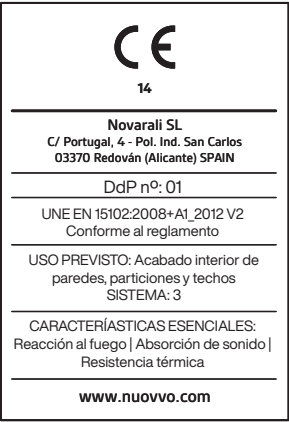 CE
14
Novarali SL
C/ Portugal, 4 - Pol. Ind. San Carlos
03370 Redován (Alicante) SPAIN
DdP nº: 01
UNE EN 15102:2008+A1_2012 V2
Conforme al reglamento
USO PREVISTO: Acabado interior de
paredes, particiones y techos
SISTEMA: 3
CARACTERÍASTICAS ESENCIALES:
Reacción al fuego | Absorción de sonido |
Resistencia térmica
www.nuovvo.com